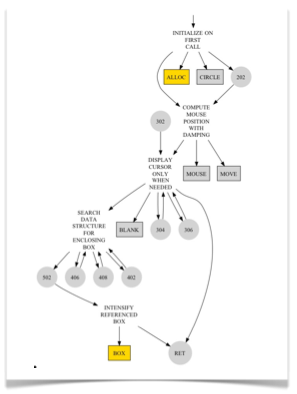 INITIALIZE ON
FIRST
CALL
ALLOC
CIRCLE
202
COMPUTE
MOUSE
POSITION
WITH
DAMPING
302
DISPLAY
CURSOR
ONLY
WHEN
NEEDED
MOUSE
MOVE
SEARCH
DATA
STRUCTURE
FOR
ENCLOSING
BOX
BLANK
304
306
502
406
408
402
INTENSIFY
REFERENCED
BOX
BOX
RET